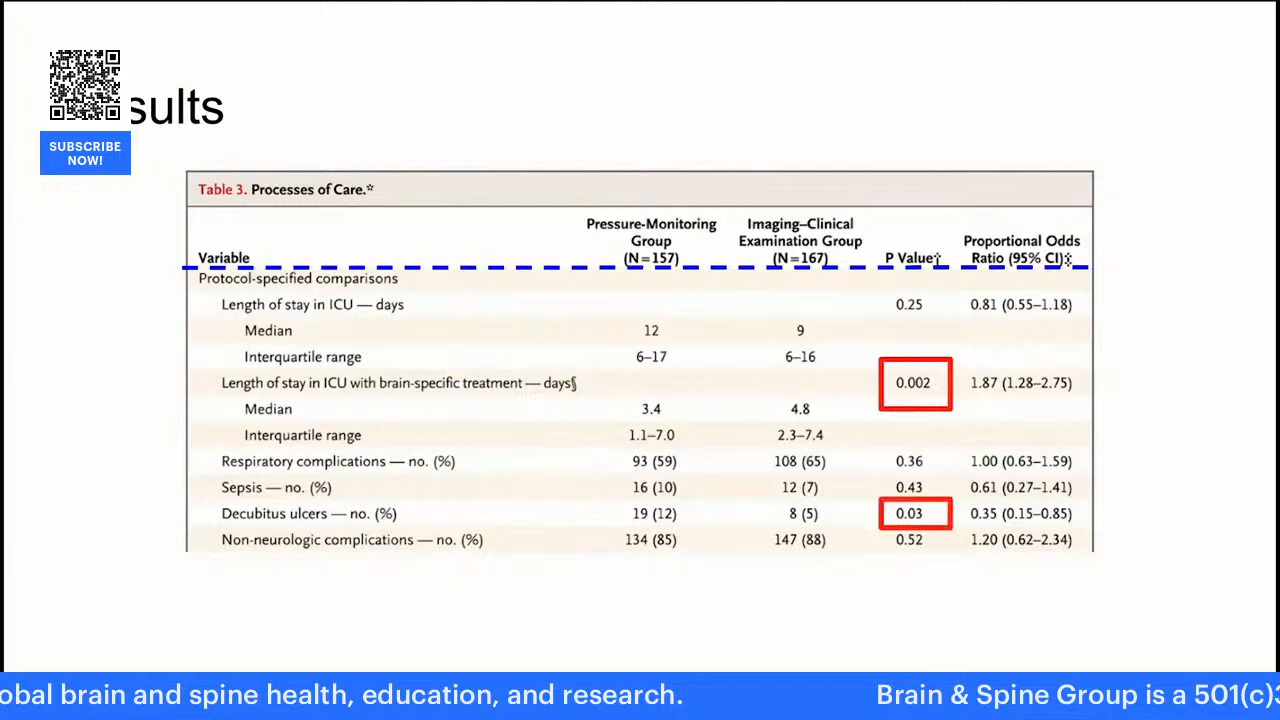 sults
SUBSCRIBE
NOW!
Table 3. Processes of Care.*
Variable Pressure-Monitoring Group (N=157) Imaging–Clinical Examination Group (N=167) P Value† Proportional Odds Ratio (95% CI)‡
Protocol-specified comparisons
Length of stay in ICU — days 0.25 0.81 (0.55–1.18)
Median 12 9
Interquartile range 6–17 6–16
Length of stay in ICU with brain-specific treatment — days§ 0.002 1.87 (1.28–2.75)
Median 3.4 4.8
Interquartile range 1.1–7.0 2.3–7.4
Respiratory complications — no. (%) 93 (59) 108 (65) 0.36 1.00 (0.63–1.59)
Sepsis — no. (%) 16 (10) 12 (7) 0.43 0.61 (0.27–1.41)
Decubitus ulcers — no. (%) 19 (12) 8 (5) 0.03 0.35 (0.15–0.85)
Non-neurologic complications — no. (%) 134 (85) 147 (88) 0.52 1.20 (0.62–2.34)
obal brain and spine health, education, and research. Brain & Spine Group is a 501(c)3